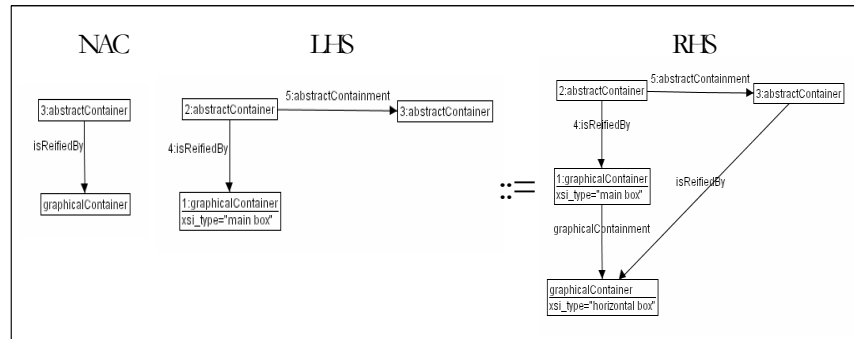 NAC
LHS
RHS
3:abstractContainer
isReifiedBy
graphicalContainer
2:abstractContainer
5:abstractContainment
3:abstractContainer
4:isReifiedBy
1:graphicalContainer
xsi_type="main box"
::=
5:abstractContainment
2:abstractContainer
3:abstractContainer
4:isReifiedBy
1:graphicalContainer
xsi_type="main box"
isReifiedBy
graphicalContainment
graphicalContainer
xsi_type="horizontal box"